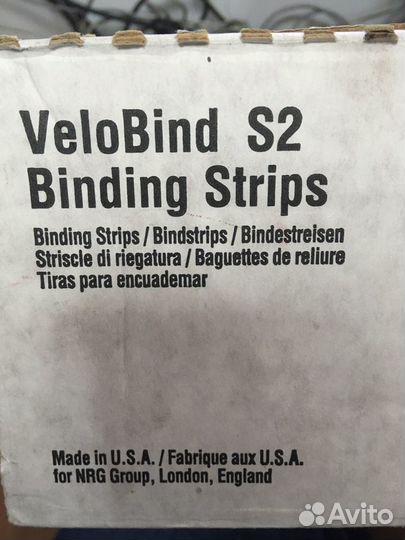 VeloBind S2
Binding Strips
Binding Strips / Bindstrips / Bindestreisen
Striscle di riegatura / Baguettes de reliure
Tiras para encuademar
Made in U.S.A. / Fabrique aux U.S.A.
for NRG Group, London, England
Avito